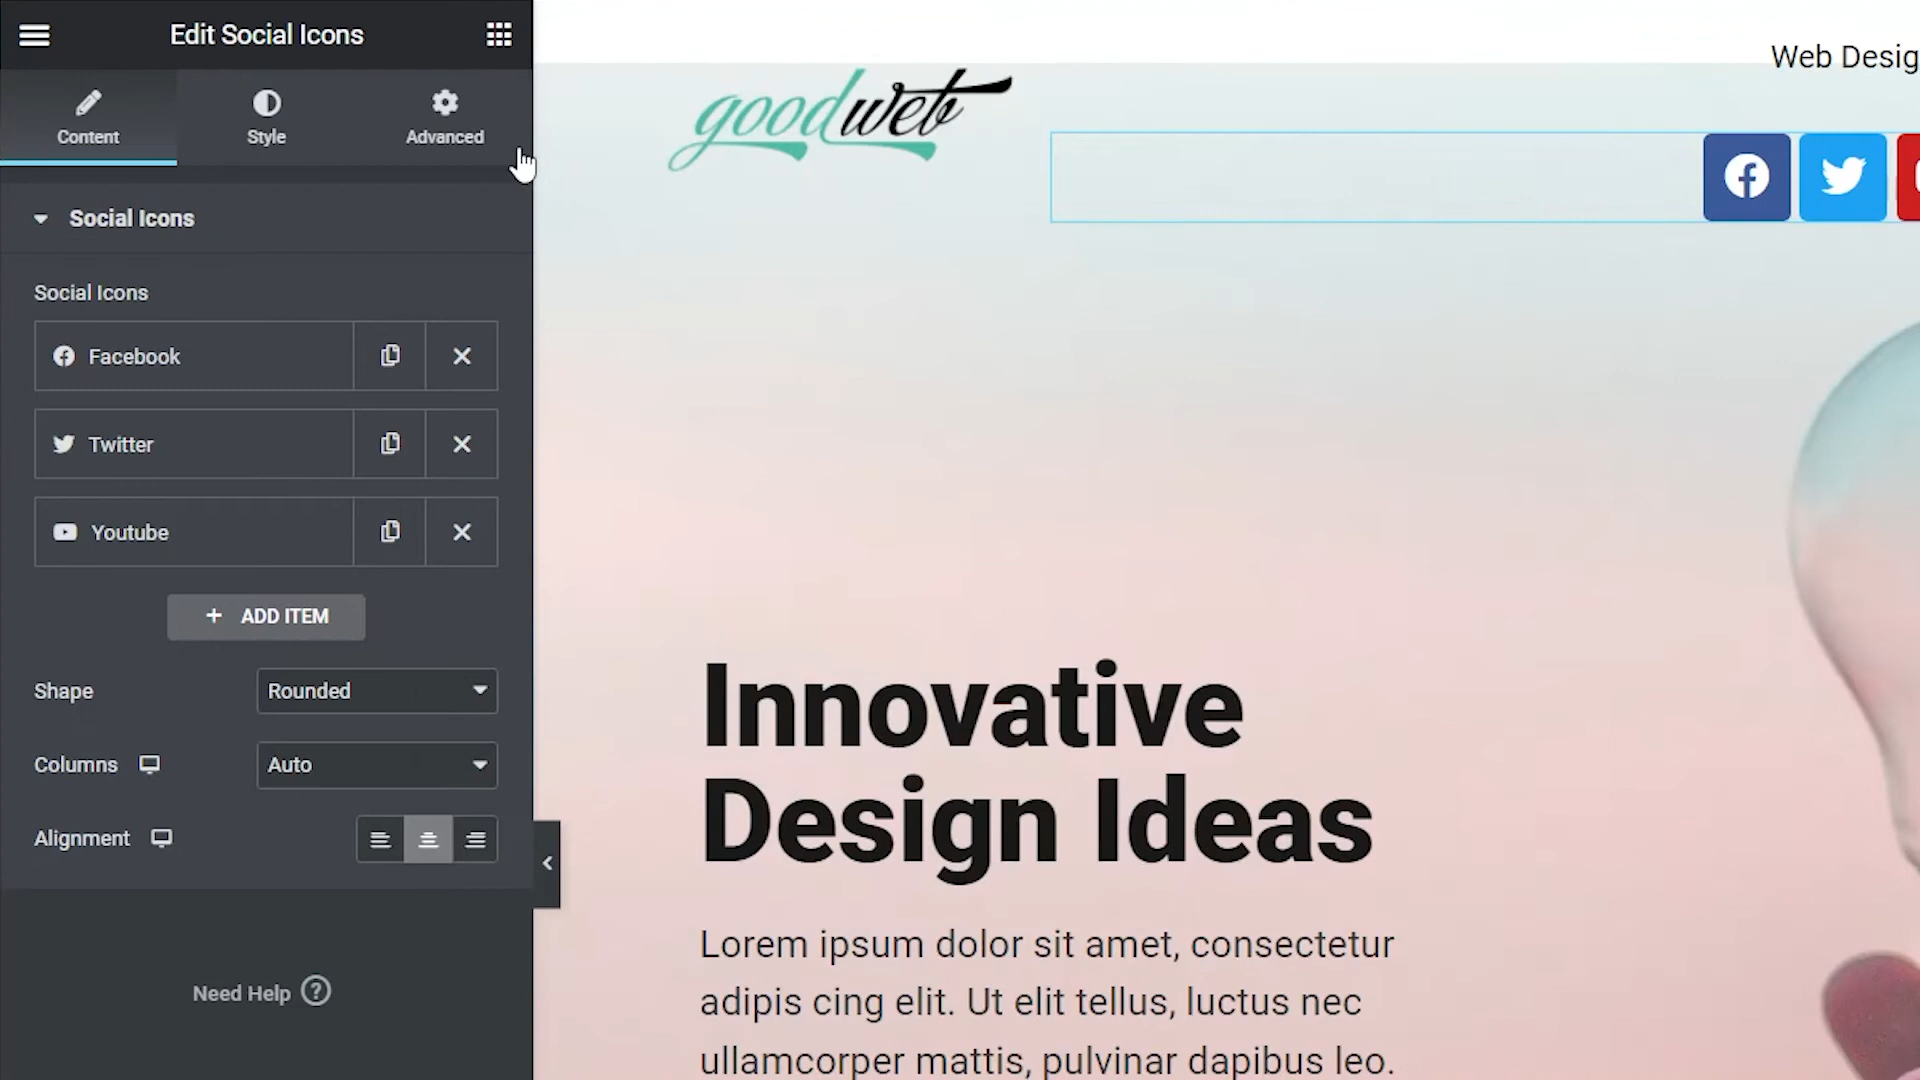 Edit Social Icons
Content
Style
Advanced
Social Icons
Social Icons
Facebook
Twitter
Youtube
+ ADD ITEM
Shape
Rounded
Columns
Auto
Alignment
Need Help ?
goodweb
Web Desig
Innovative
Design Ideas
Lorem ipsum dolor sit amet, consectetur
adipis cing elit. Ut elit tellus, luctus nec
ullamcorper mattis, pulvinar dapibus leo.